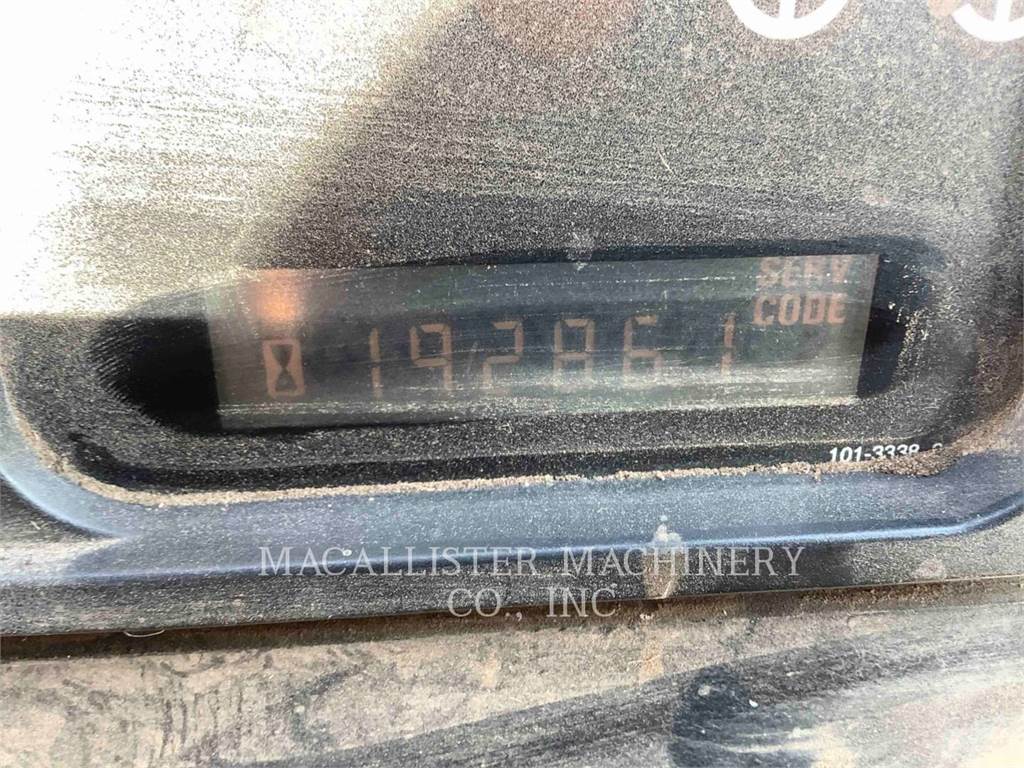 SERV
CODE
192861
101-3338
MACALLISTER MACHINERY
CO., INC